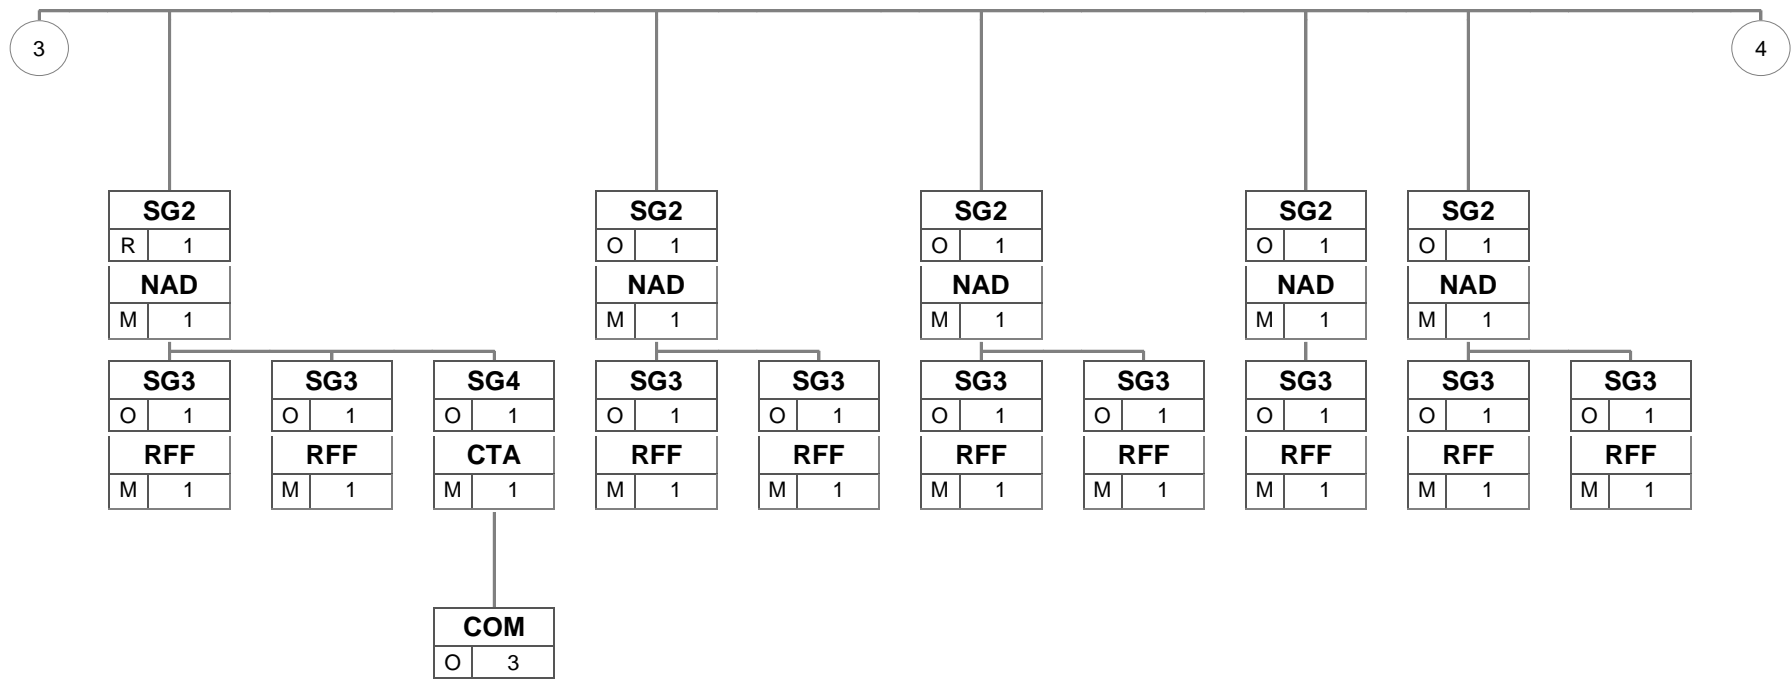 3 4
SG2 SG2 SG2 SG2 SG2
R 1 O 1 O 1 O 1 O 1
NAD NAD NAD NAD NAD
M 1 M 1 M 1 M 1 M 1
SG3 SG3 SG4 SG3 SG3 SG3 SG3 SG3 SG3 SG3
O 1 O 1 O 1 O 1 O 1 O 1 O 1 O 1 O 1 O 1
RFF RFF CTA RFF RFF RFF RFF RFF RFF RFF
M 1 M 1 M 1 M 1 M 1 M 1 M 1 M 1 M 1 M 1
COM
O 3